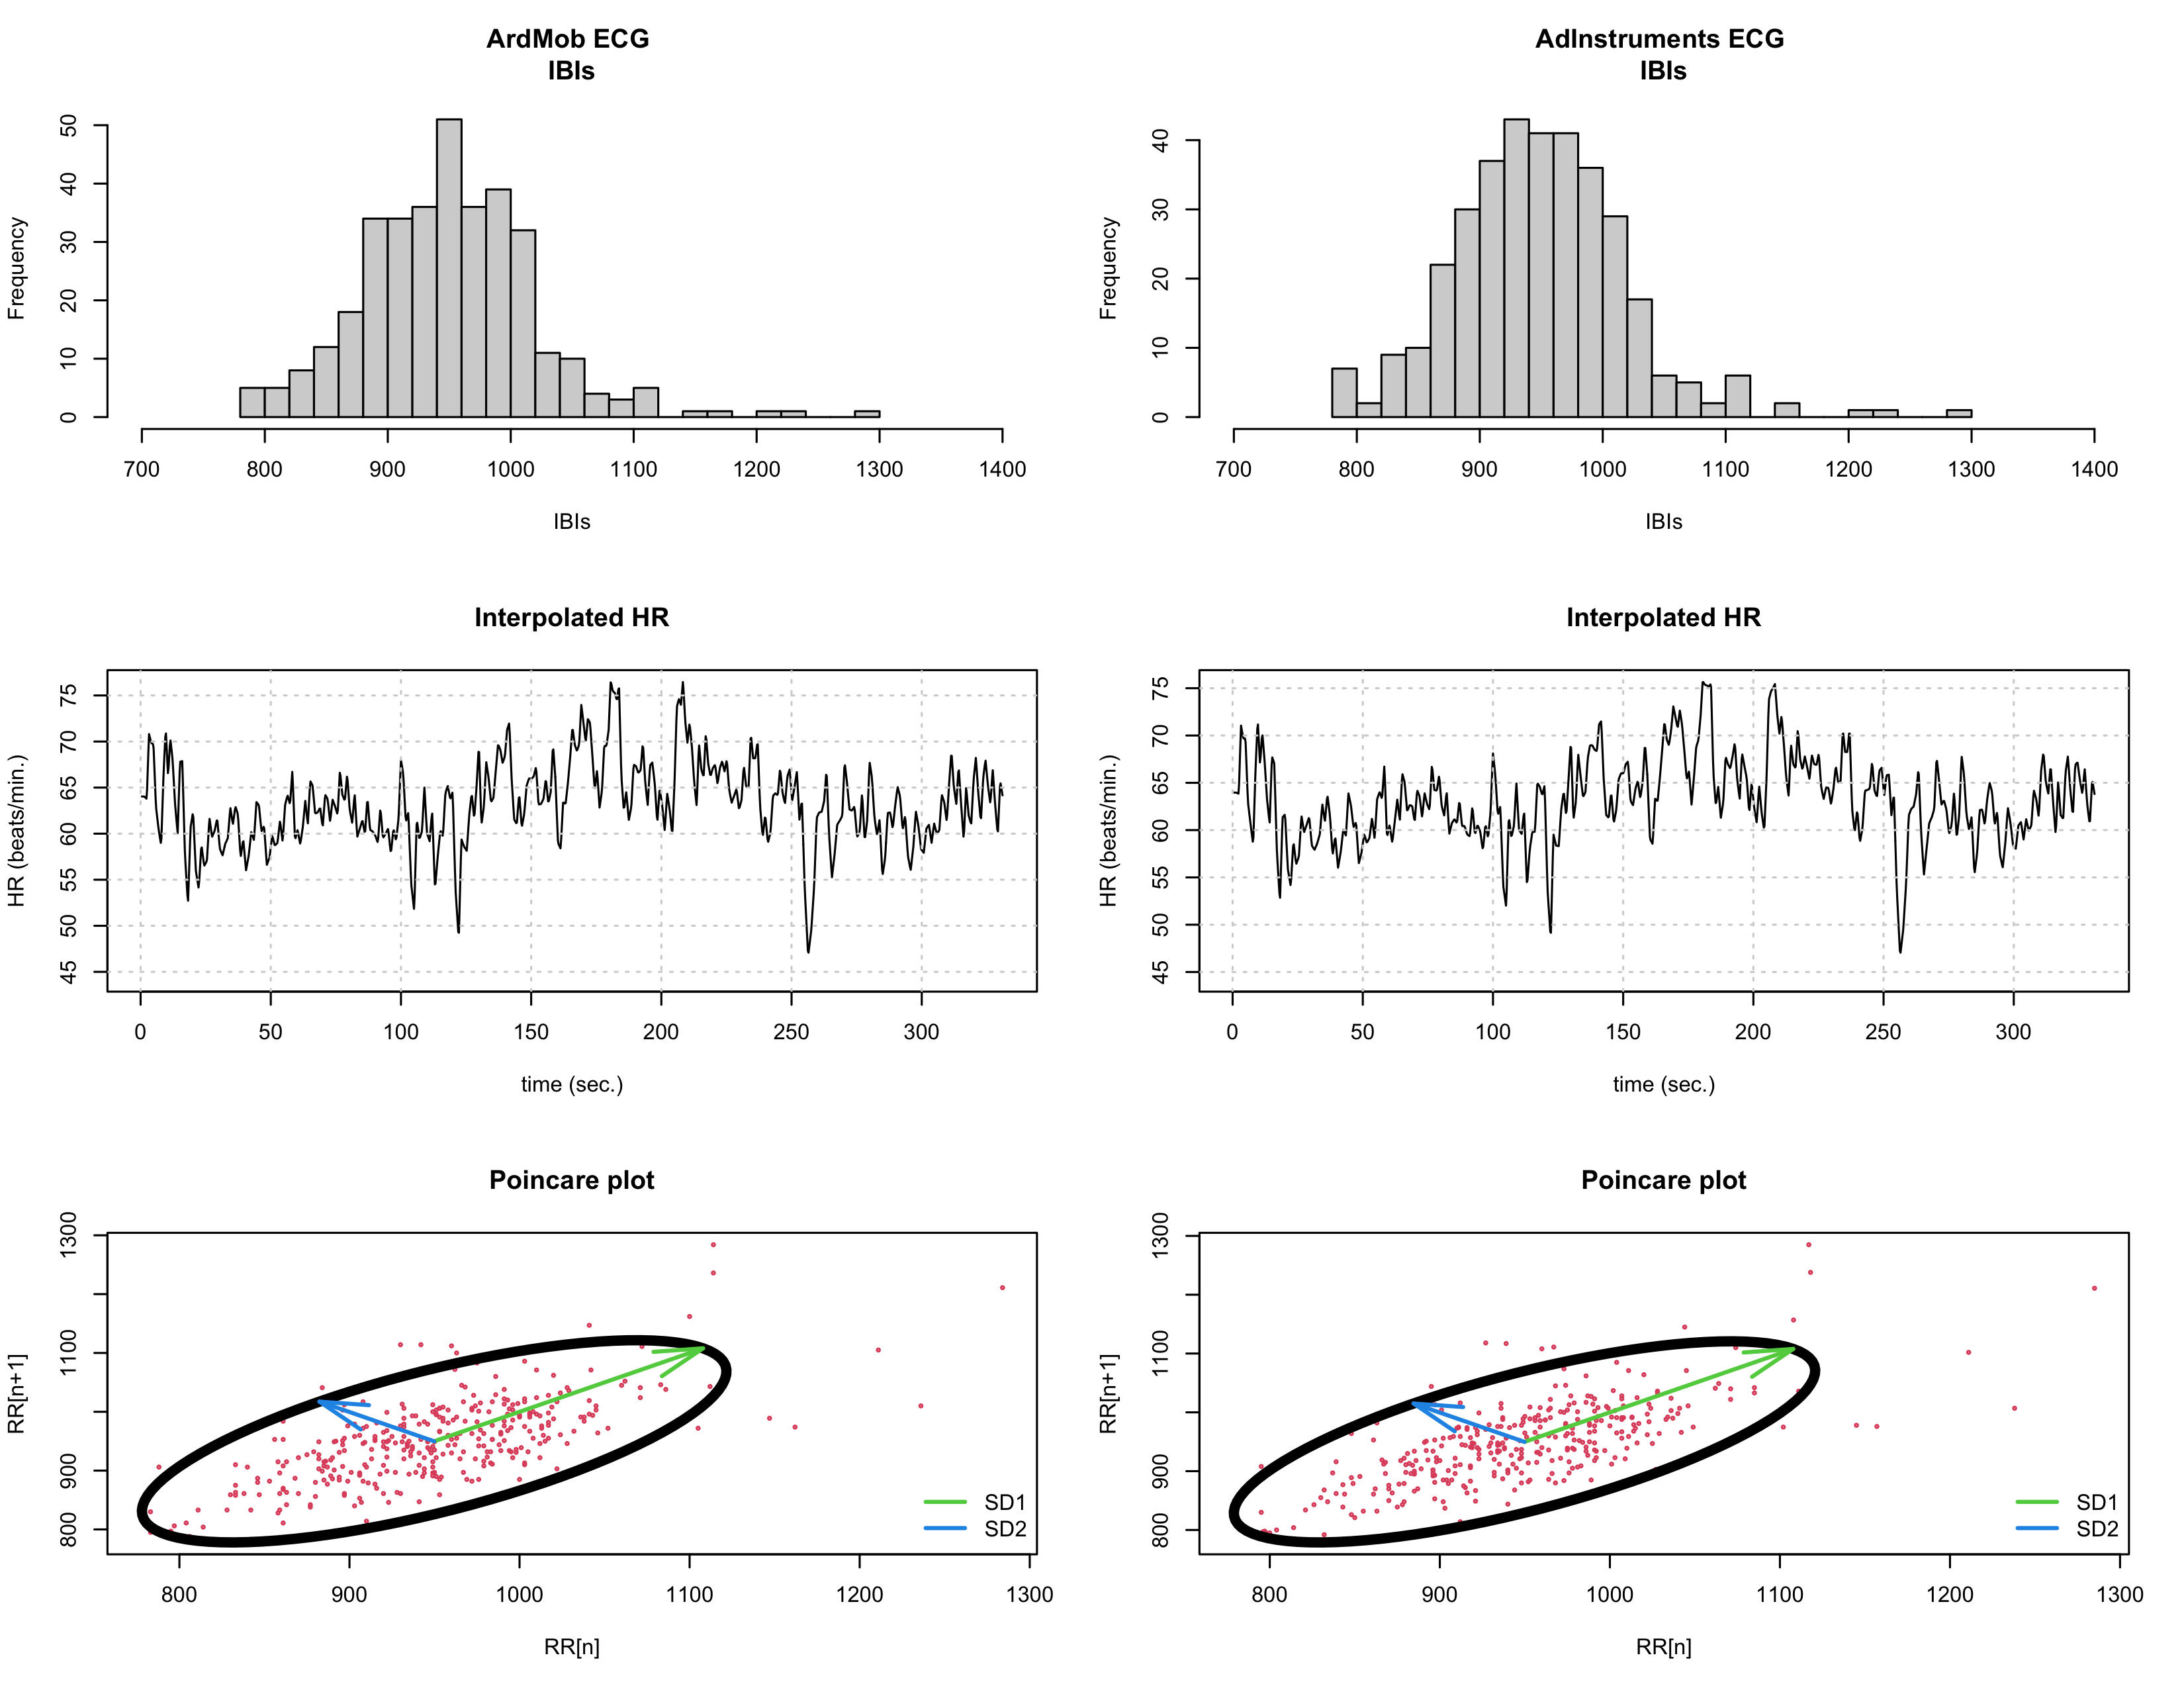 ArdMob ECG
IBIs
Frequency
50
40
30
20
10
0
700 800 900 1000 1100 1200 1300 1400
IBIs
AdInstruments ECG
IBIs
Frequency
40
30
20
10
0
700 800 900 1000 1100 1200 1300 1400
IBIs
Interpolated HR
HR (beats/min.)
75
70
65
60
55
50
45
0 50 100 150 200 250 300
time (sec.)
Interpolated HR
HR (beats/min.)
75
70
65
60
55
50
45
0 50 100 150 200 250 300
time (sec.)
Poincare plot
RR[n+1]
1300
1100
900
800
SD1
SD2
800 900 1000 1100 1200 1300
RR[n]
Poincare plot
RR[n+1]
1300
1100
900
800
SD1
SD2
800 900 1000 1100 1200 1300
RR[n]